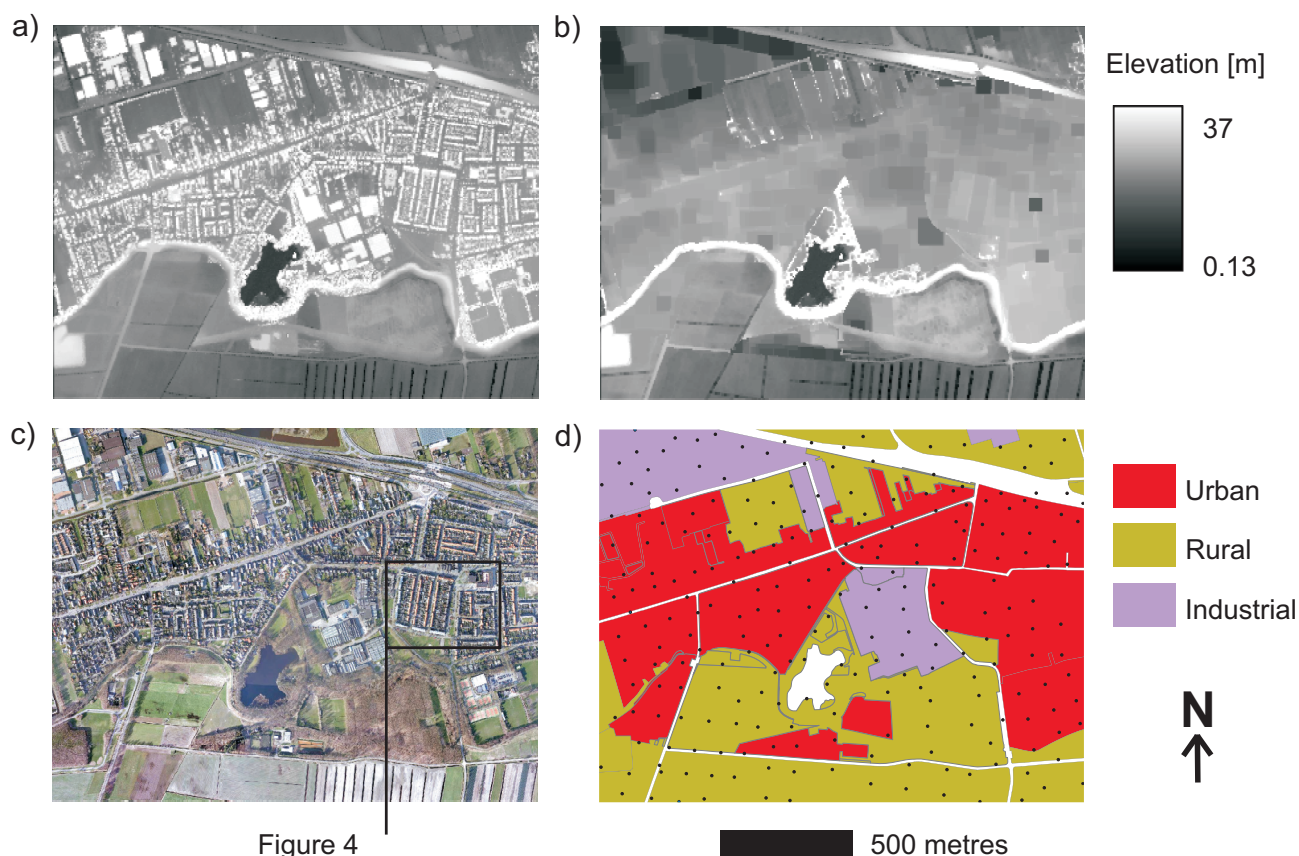 a)
b)
Elevation [m]
37
0.13
c)
d)
Urban
Rural
Industrial
N
Figure 4
500 metres